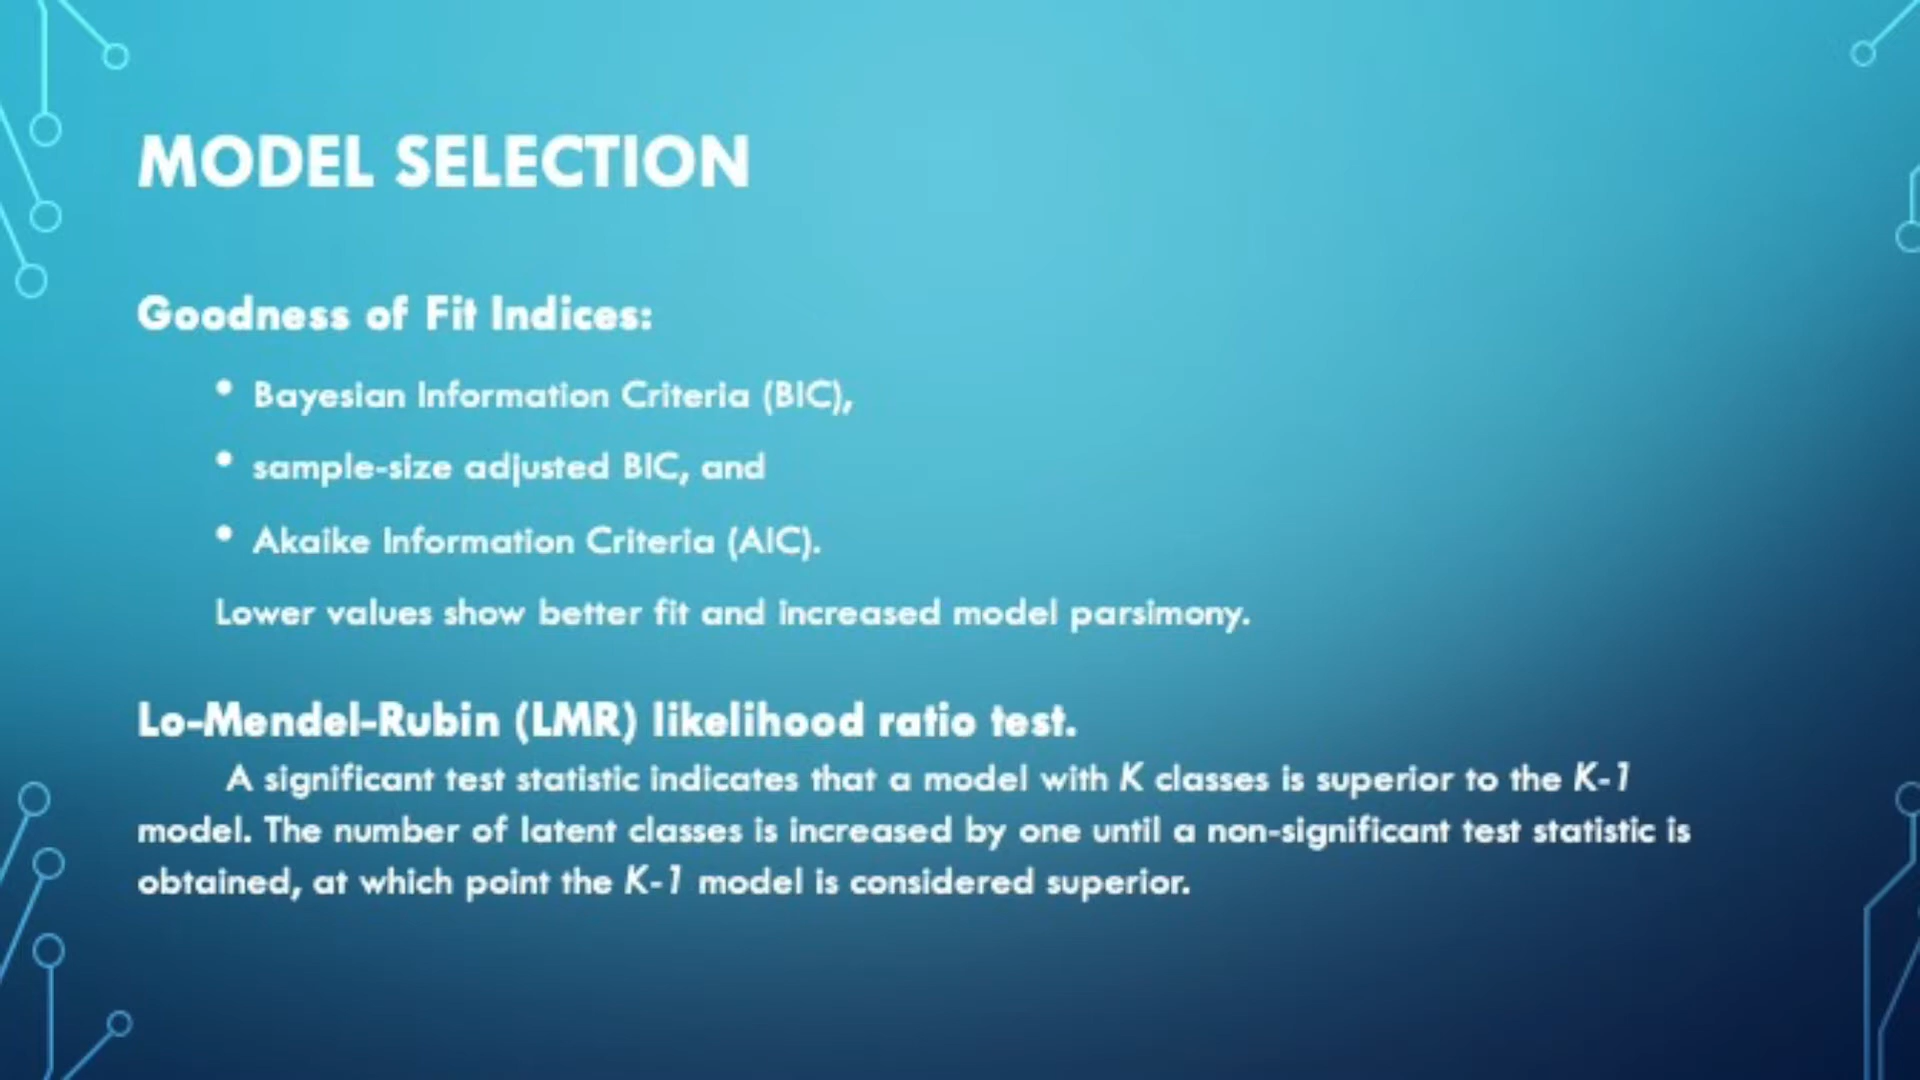 MODEL SELECTION
Goodness of Fit Indices:
• Bayesian Information Criteria (BIC),
• sample-size adjusted BIC, and
• Akaike Information Criteria (AIC).
Lower values show better fit and increased model parsimony.
Lo-Mendel-Rubin (LMR) likelihood ratio test.
A significant test statistic indicates that a model with K classes is superior to the K-1
model. The number of latent classes is increased by one until a non-significant test statistic is
obtained, at which point the K-1 model is considered superior.